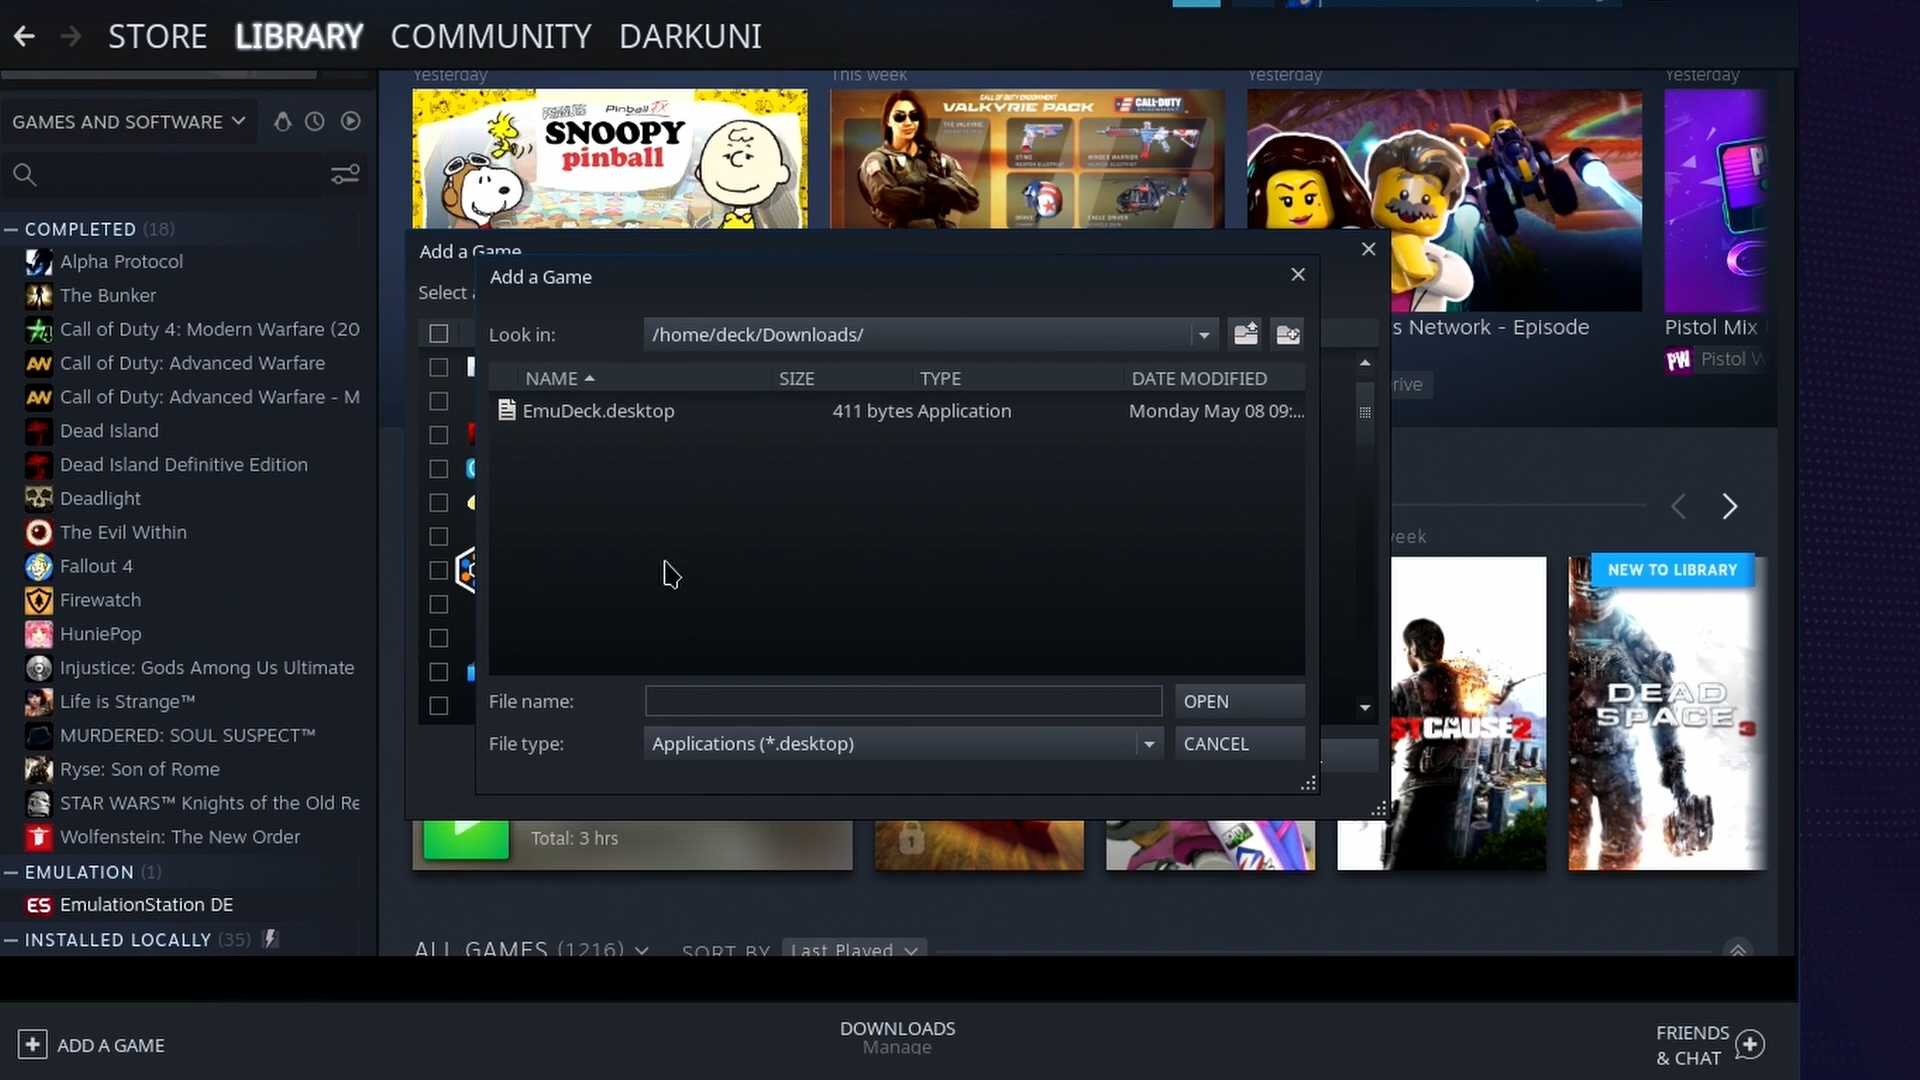 STORE LIBRARY COMMUNITY DARKUNI
Yesterday This week Yesterday Yesterday
GAMES AND SOFTWARE
COMPLETED (18)
Alpha Protocol
The Bunker
Call of Duty 4: Modern Warfare (20
Call of Duty: Advanced Warfare
Call of Duty: Advanced Warfare - M
Dead Island
Dead Island Definitive Edition
Deadlight
The Evil Within
Fallout 4
Firewatch
HuniePop
Injustice: Gods Among Us Ultimate
Life is Strange™
MURDERED: SOUL SUSPECT™
Ryse: Son of Rome
STAR WARS™ Knights of the Old Re
Wolfenstein: The New Order
EMULATION (1)
ES EmulationStation DE
INSTALLED LOCALLY (35)
PEANUTS Pinball FX
SNOOPY
pinball
CALL OF DUTY ENDOWMENT
VALKYRIE PACK
CALL OF DUTY
s Network - Episode
Pistol Mix
PW Pistol W
rive
Add a Game
Select a
Add a Game
Look in: /home/deck/Downloads/
NAME SIZE TYPE DATE MODIFIED
EmuDeck.desktop 411 bytes Application Monday May 08 09:...
File name: OPEN
File type: Applications (*.desktop) CANCEL
week
NEW TO LIBRARY
STCAUSE2
DEAD
SPACE 3
Total: 3 hrs
ALL GAMES (1216) SORT BY Last Played
ADD A GAME
DOWNLOADS
Manage
FRIENDS
& CHAT